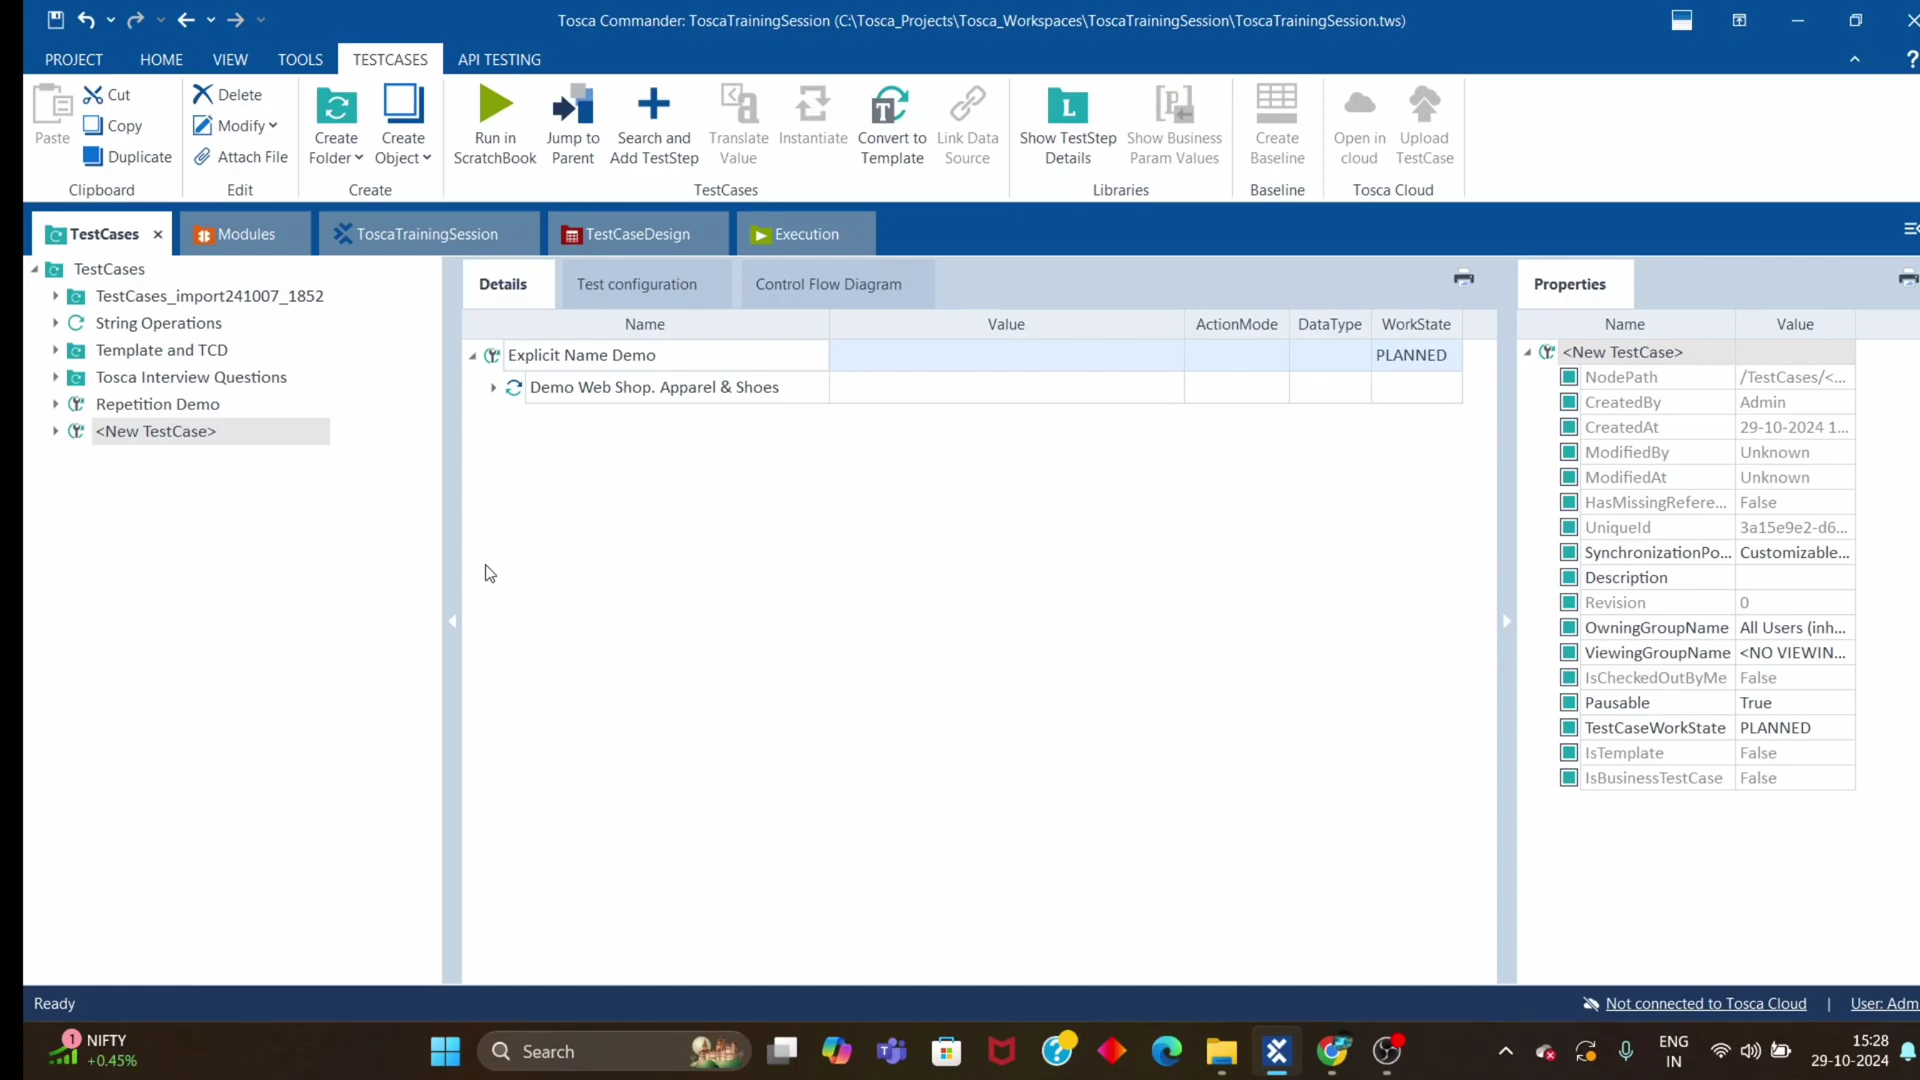 Tosca Commander: ToscaTrainingSession (C:\Tosca_Projects\Tosca_Workspaces\ToscaTrainingSession\ToscaTrainingSession.tws)
PROJECT HOME VIEW TOOLS TESTCASES API TESTING
?
Paste
Cut
Copy
Duplicate
Clipboard
Delete
Modify
Attach File
Edit
Create Folder
Create Object
Create
Run in ScratchBook
Jump to Parent
Search and Add TestStep
Translate Value
Instantiate
Convert to Template
Link Data Source
TestCases
Show TestStep Details
Show Business Param Values
Libraries
Create Baseline
Baseline
Open in cloud
Upload TestCase
Tosca Cloud
TestCases Modules ToscaTrainingSession TestCaseDesign Execution
TestCases
TestCases_import241007_1852
String Operations
Template and TCD
Tosca Interview Questions
Repetition Demo
<New TestCase>
Details Test configuration Control Flow Diagram
Name Value ActionMode DataType WorkState
Explicit Name Demo PLANNED
Demo Web Shop. Apparel & Shoes
Properties
Name Value
<New TestCase>
NodePath /TestCases/<...
CreatedBy Admin
CreatedAt 29-10-2024 1...
ModifiedBy Unknown
ModifiedAt Unknown
HasMissingRefere... False
UniqueId 3a15e9e2-d6...
SynchronizationPo... Customizable...
Description
Revision 0
OwningGroupName All Users (inh...
ViewingGroupName <NO VIEWIN...
IsCheckedOutByMe False
Pausable True
TestCaseWorkState PLANNED
IsTemplate False
IsBusinessTestCase False
Ready
Not connected to Tosca Cloud | User: Adm
1
NIFTY
+0.45%
Search
ENG
IN
15:28
29-10-2024